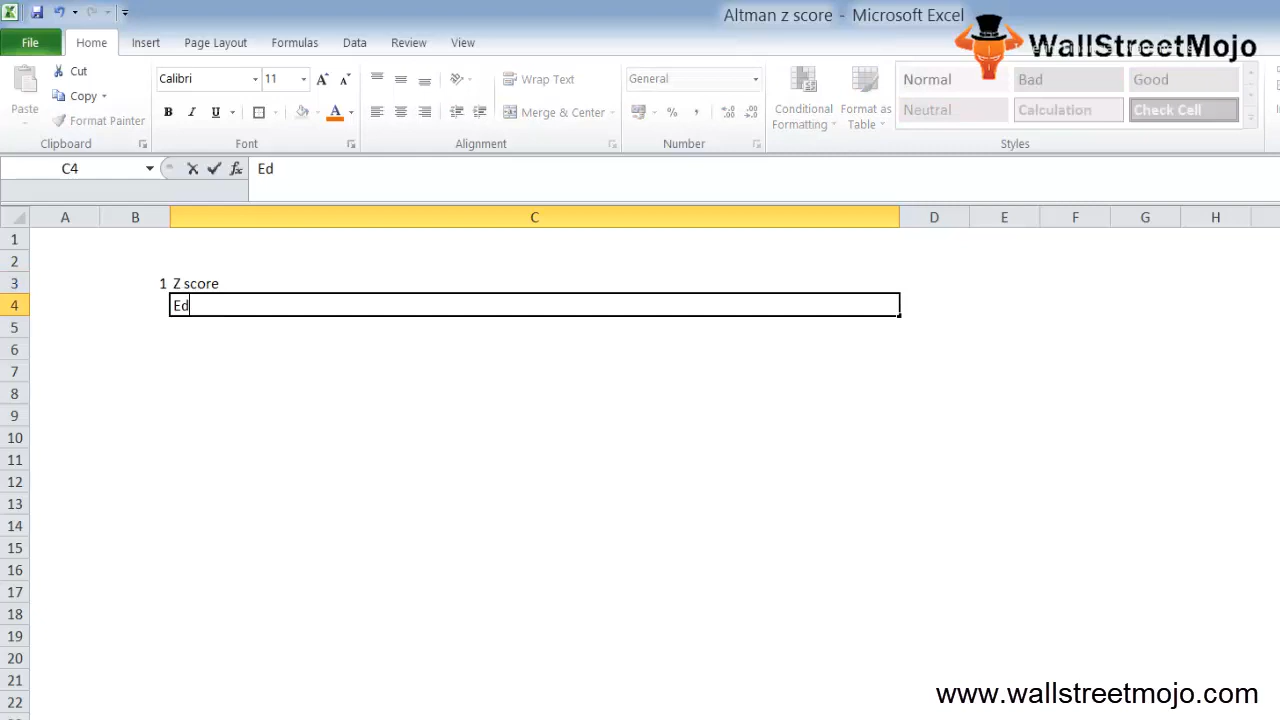 Altman z score - Microsoft Excel
WallStreetMojo
File Home Insert Page Layout Formulas Data Review View
Paste Cut Copy Format Painter
Calibri 11 A A
B I U A
Wrap Text
Merge & Center
General
%
Conditional Formatting
Format as Table
Normal Bad Good
Neutral Calculation Check Cell
Clipboard Font Alignment Number Styles
C4 fx Ed
A B C D E F G H
1
2
3 1 Z score
4 Ed
5
6
7
8
9
10
11
12
13
14
15
16
17
18
19
20
21
22
www.wallstreetmojo.com